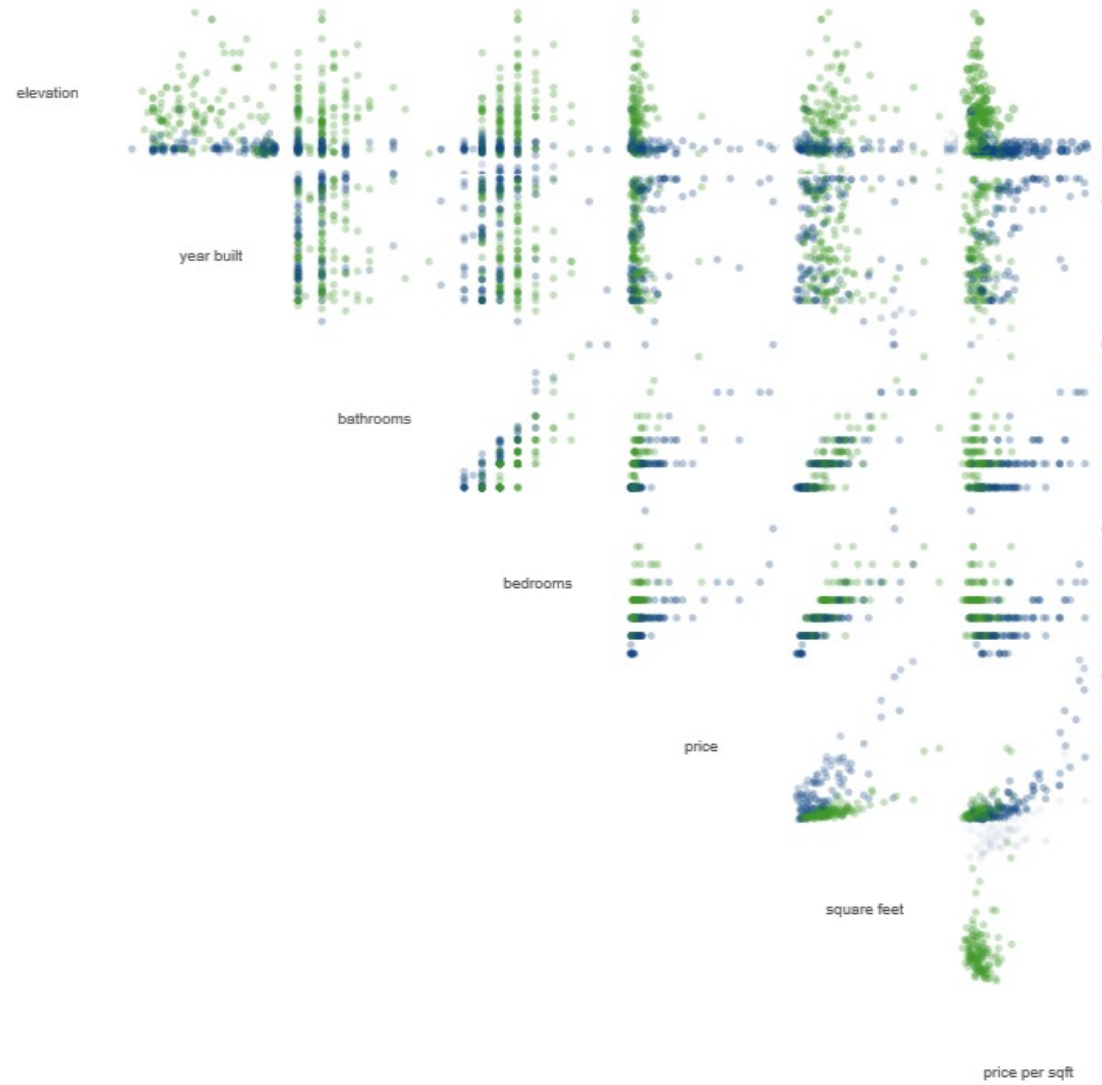 elevation
year built
bathrooms
bedrooms
price
square feet
price per sqft